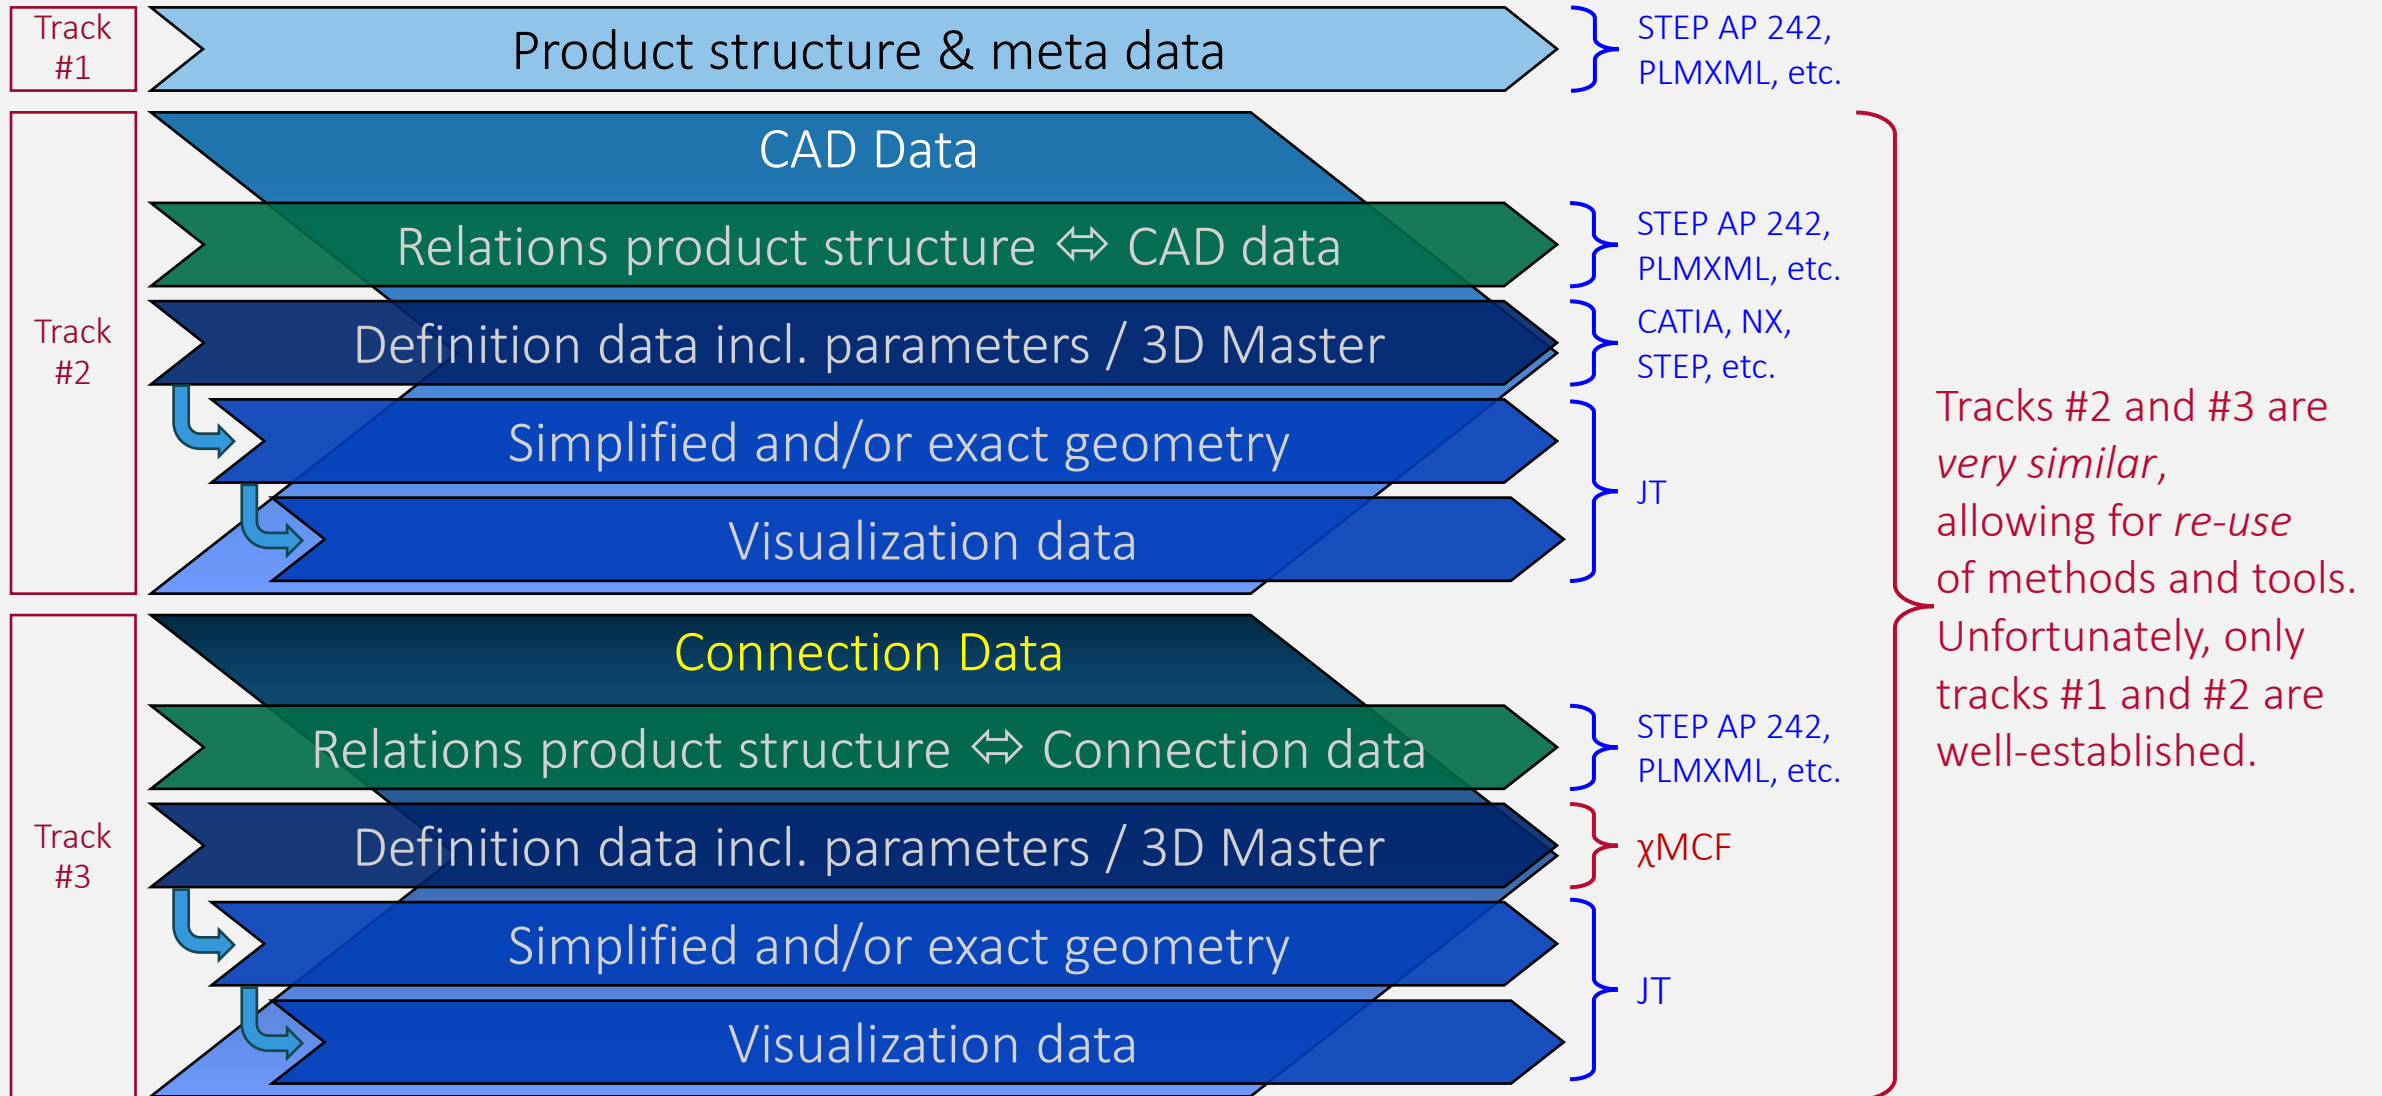 Track
#1
Product structure & meta data
STEP AP 242,
PLMXML, etc.
Track
#2
CAD Data
Relations product structure ⬄ CAD data
STEP AP 242,
PLMXML, etc.
Definition data incl. parameters / 3D Master
CATIA, NX,
STEP, etc.
Simplified and/or exact geometry
Visualization data
JT
Track
#3
Connection Data
Relations product structure ⬄ Connection data
STEP AP 242,
PLMXML, etc.
Definition data incl. parameters / 3D Master
χMCF
Simplified and/or exact geometry
Visualization data
JT
Tracks #2 and #3 are
very similar,
allowing for re-use
of methods and tools.
Unfortunately, only
tracks #1 and #2 are
well-established.